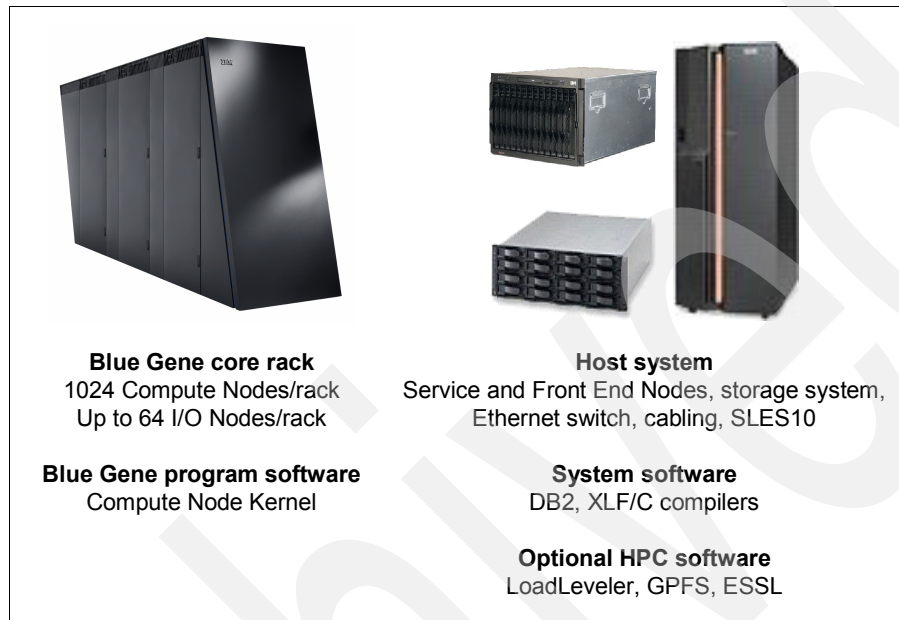 Blue Gene core rack
1024 Compute Nodes/rack
Up to 64 I/O Nodes/rack
Blue Gene program software
Compute Node Kernel
Host system
Service and Front End Nodes, storage system,
Ethernet switch, cabling, SLES10
System software
DB2, XLF/C compilers
Optional HPC software
LoadLeveler, GPFS, ESSL